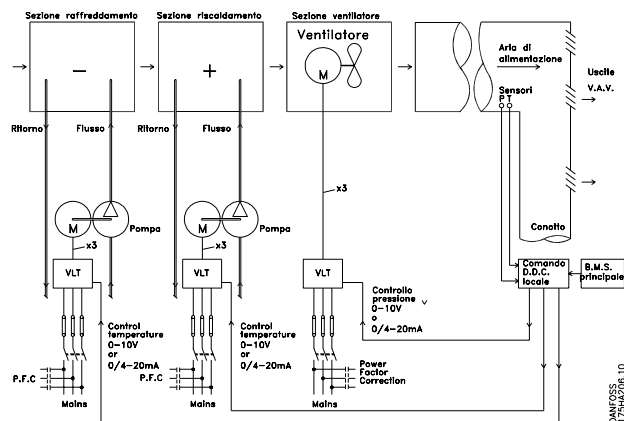 Sezione raffreddamento
Sezione riscaldamento
Sezione ventilatore
Ventilatore
M
Aria di
alimentazione
Uscite
V.A.V.
Sensori
P T
Ritorno
Flusso
Ritorno
Flusso
M
Pompa
M
Pompa
x3
x3
x3
Canotto
VLT
VLT
VLT
Comando
D.D.C.
locale
B.M.S.
principale
Controllo
pressione
0-10V
o
0/4-20mA
Control
temperature
0-10V
or
0/4-20mA
Control
temperature
0-10V
or
0/4-20mA
P.F.C
P.F.C
Power
Factor
Correction
Mains
Mains
Mains
DANFOSS
175HA206.10